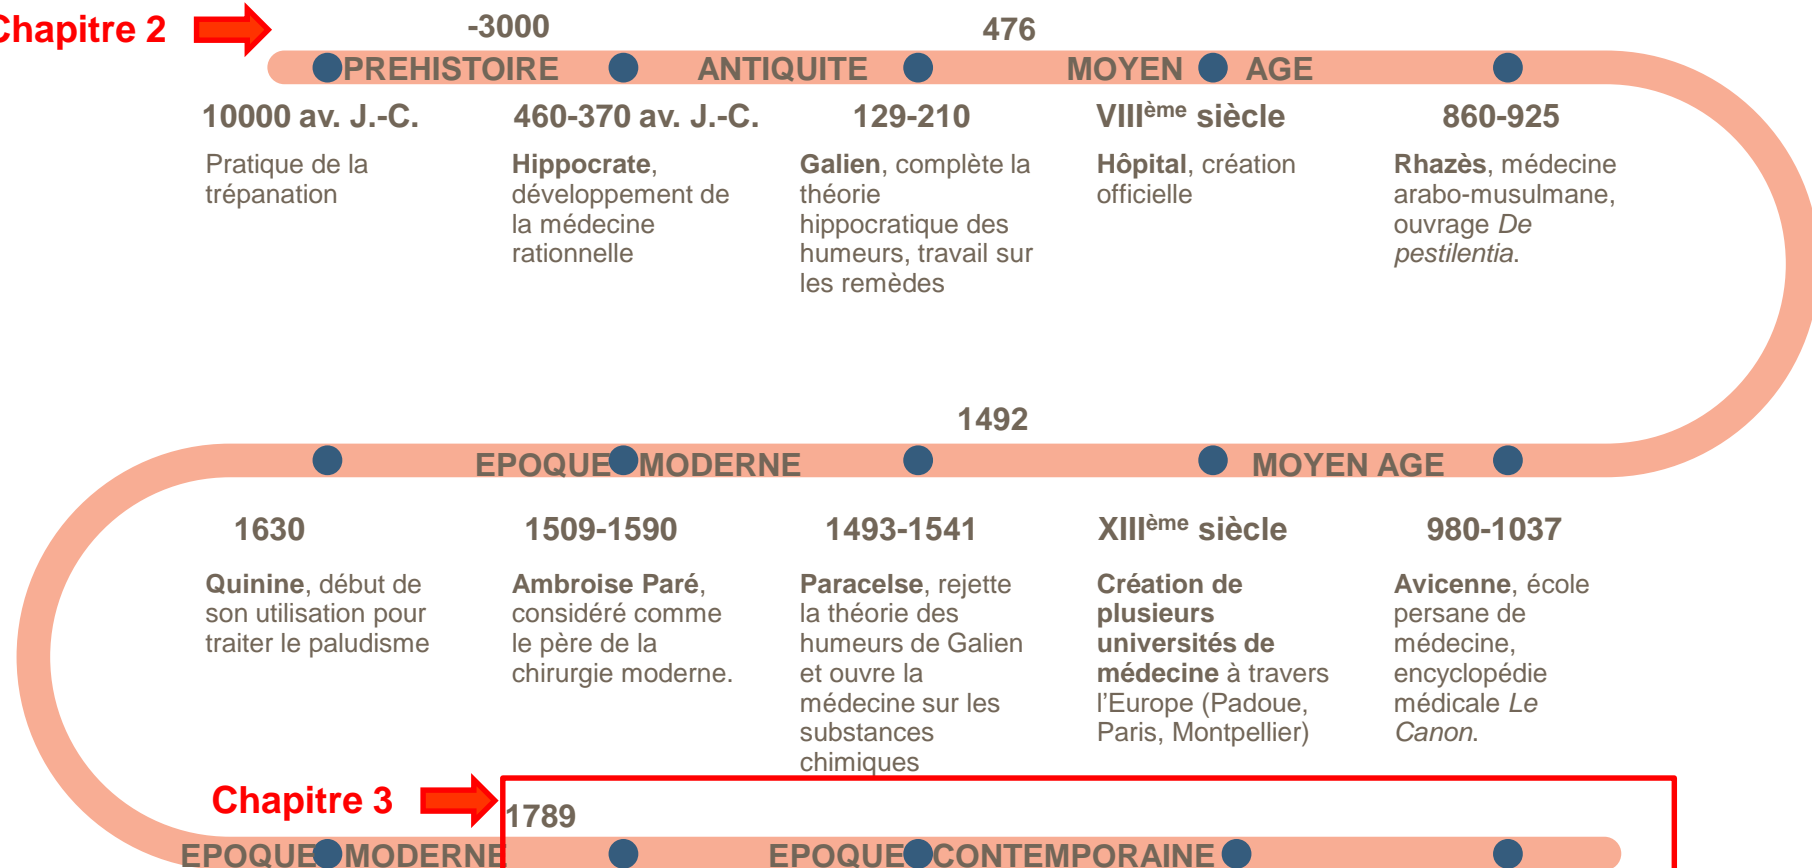 Chapitre 2
-3000
476
PREHISTOIRE ANTIQUITE MOYEN AGE
10000 av. J.-C.
Pratique de la
trépanation
460-370 av. J.-C.
Hippocrate,
développement de
la médecine
rationnelle
129-210
Galien, complète la
théorie
hippocratique des
humeurs, travail sur
les remèdes
VIIIème siècle
Hôpital, création
officielle
860-925
Rhazès, médecine
arabo-musulmane,
ouvrage De
pestilentia.
1492
EPOQUE MODERNE MOYEN AGE
1630
Quinine, début de
son utilisation pour
traiter le paludisme
1509-1590
Ambroise Paré,
considéré comme
le père de la
chirurgie moderne.
1493-1541
Paracelse, rejette
la théorie des
humeurs de Galien
et ouvre la
médecine sur les
substances
chimiques
XIIIème siècle
Création de
plusieurs
universités de
médecine à travers
l'Europe (Padoue,
Paris, Montpellier)
980-1037
Avicenne, école
persane de
médecine,
encyclopédie
médicale Le
Canon.
Chapitre 3
1789
EPOQUE MODERNE EPOQUE CONTEMPORAINE